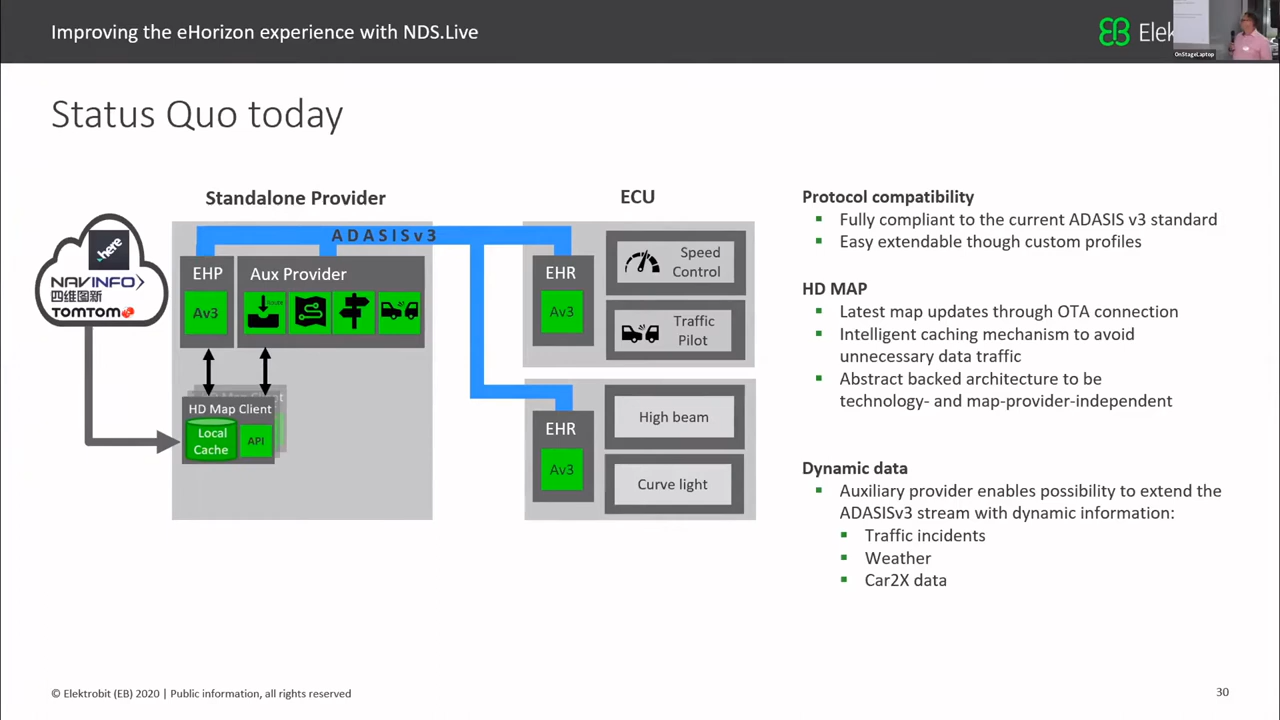 Improving the eHorizon experience with NDS.Live
EB Elek
OnStageLaptop
Status Quo today
Standalone Provider
ECU
ADASISv3
here
NAVINFO
四维图新
TOMTOM
EHP
Av3
Aux Provider
Route
HD Map Client
Local
Cache
API
EHR
Av3
Speed
Control
Traffic
Pilot
EHR
Av3
High beam
Curve light
Protocol compatibility
Fully compliant to the current ADASIS v3 standard
Easy extendable though custom profiles
HD MAP
Latest map updates through OTA connection
Intelligent caching mechanism to avoid
unnecessary data traffic
Abstract backed architecture to be
technology- and map-provider-independent
Dynamic data
Auxiliary provider enables possibility to extend the
ADASISv3 stream with dynamic information:
Traffic incidents
Weather
Car2X data
© Elektrobit (EB) 2020 | Public information, all rights reserved
30